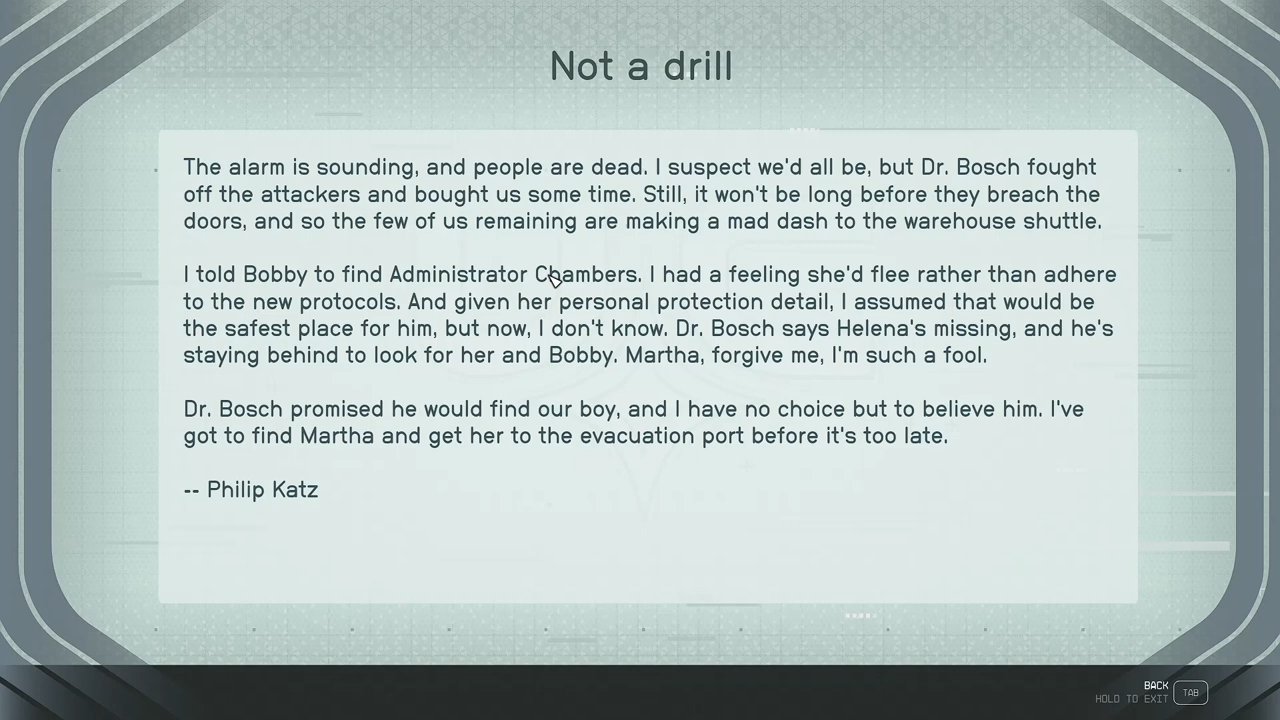 Not a drill
The alarm is sounding, and people are dead. I suspect we'd all be, but Dr. Bosch fought
off the attackers and bought us some time. Still, it won't be long before they breach the
doors, and so the few of us remaining are making a mad dash to the warehouse shuttle.
I told Bobby to find Administrator Chambers. I had a feeling she'd flee rather than adhere
to the new protocols. And given her personal protection detail, I assumed that would be
the safest place for him, but now, I don't know. Dr. Bosch says Helena's missing, and he's
staying behind to look for her and Bobby. Martha, forgive me, I'm such a fool.
Dr. Bosch promised he would find our boy, and I have no choice but to believe him. I've
got to find Martha and get her to the evacuation port before it's too late.
-- Philip Katz
BACK
HOLD TO EXIT TAB